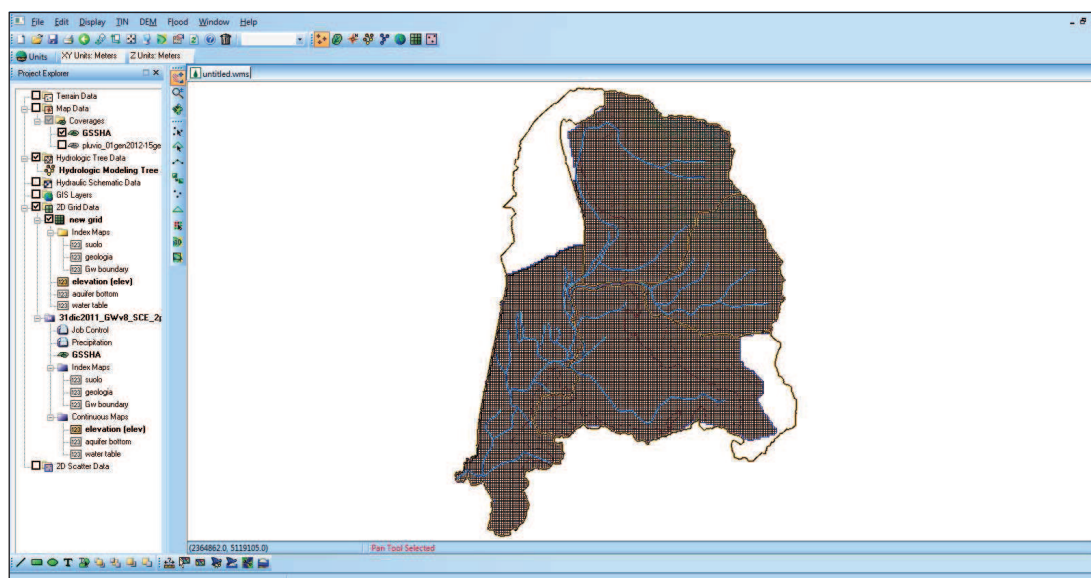 File Edit Display TIN DEM Flood Window Help
Units XY Units: Meters Z Units: Meters
Project Explorer
untitled.wms
Terrain Data
Map Data
Coverages
GSSHA
pluvio_01gen2012-15ge
Hydrologic Tree Data
Hydrologic Modeling Tree
Hydraulic Schematic Data
GIS Layers
2D Grid Data
new grid
Index Maps
suolo
geologia
Gw boundary
elevation (elev)
aquifer bottom
water table
31dic2011_GWv8_SCE_2p
Job Control
Precipitation
GSSHA
Index Maps
suolo
geologia
Gw boundary
Continuous Maps
elevation (elev)
aquifer bottom
water table
2D Scatter Data
(2364862.0, 5119105.0) Pan Tool Selected